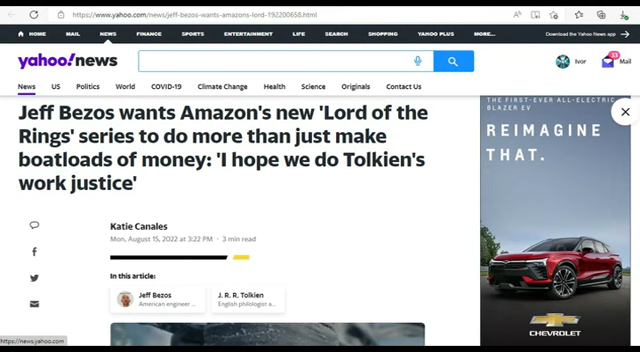 https://www.yahoo.com/news/jeff-bezos-wants-amazons-lord-192200658.html
HOME MAIL NEWS FINANCE SPORTS ENTERTAINMENT LIFE SEARCH SHOPPING YAHOO PLUS MORE... Download the Yahoo News app
yahoo!news
Ivor
33
Mail
News US Politics World COVID-19 Climate Change Health Science Originals Contact Us
Jeff Bezos wants Amazon's new 'Lord of the
Rings' series to do more than just make
boatloads of money: 'I hope we do Tolkien's
work justice'
Katie Canales
Mon, August 15, 2022 at 3:22 PM · 3 min read
In this article:
Jeff Bezos
American engineer ...
J. R. R. Tolkien
English philologist a...
THE FIRST-EVER ALL-ELECTRIC
BLAZER EV
REIMAGINE
THAT.
CHEVROLET
https://news.yahoo.com